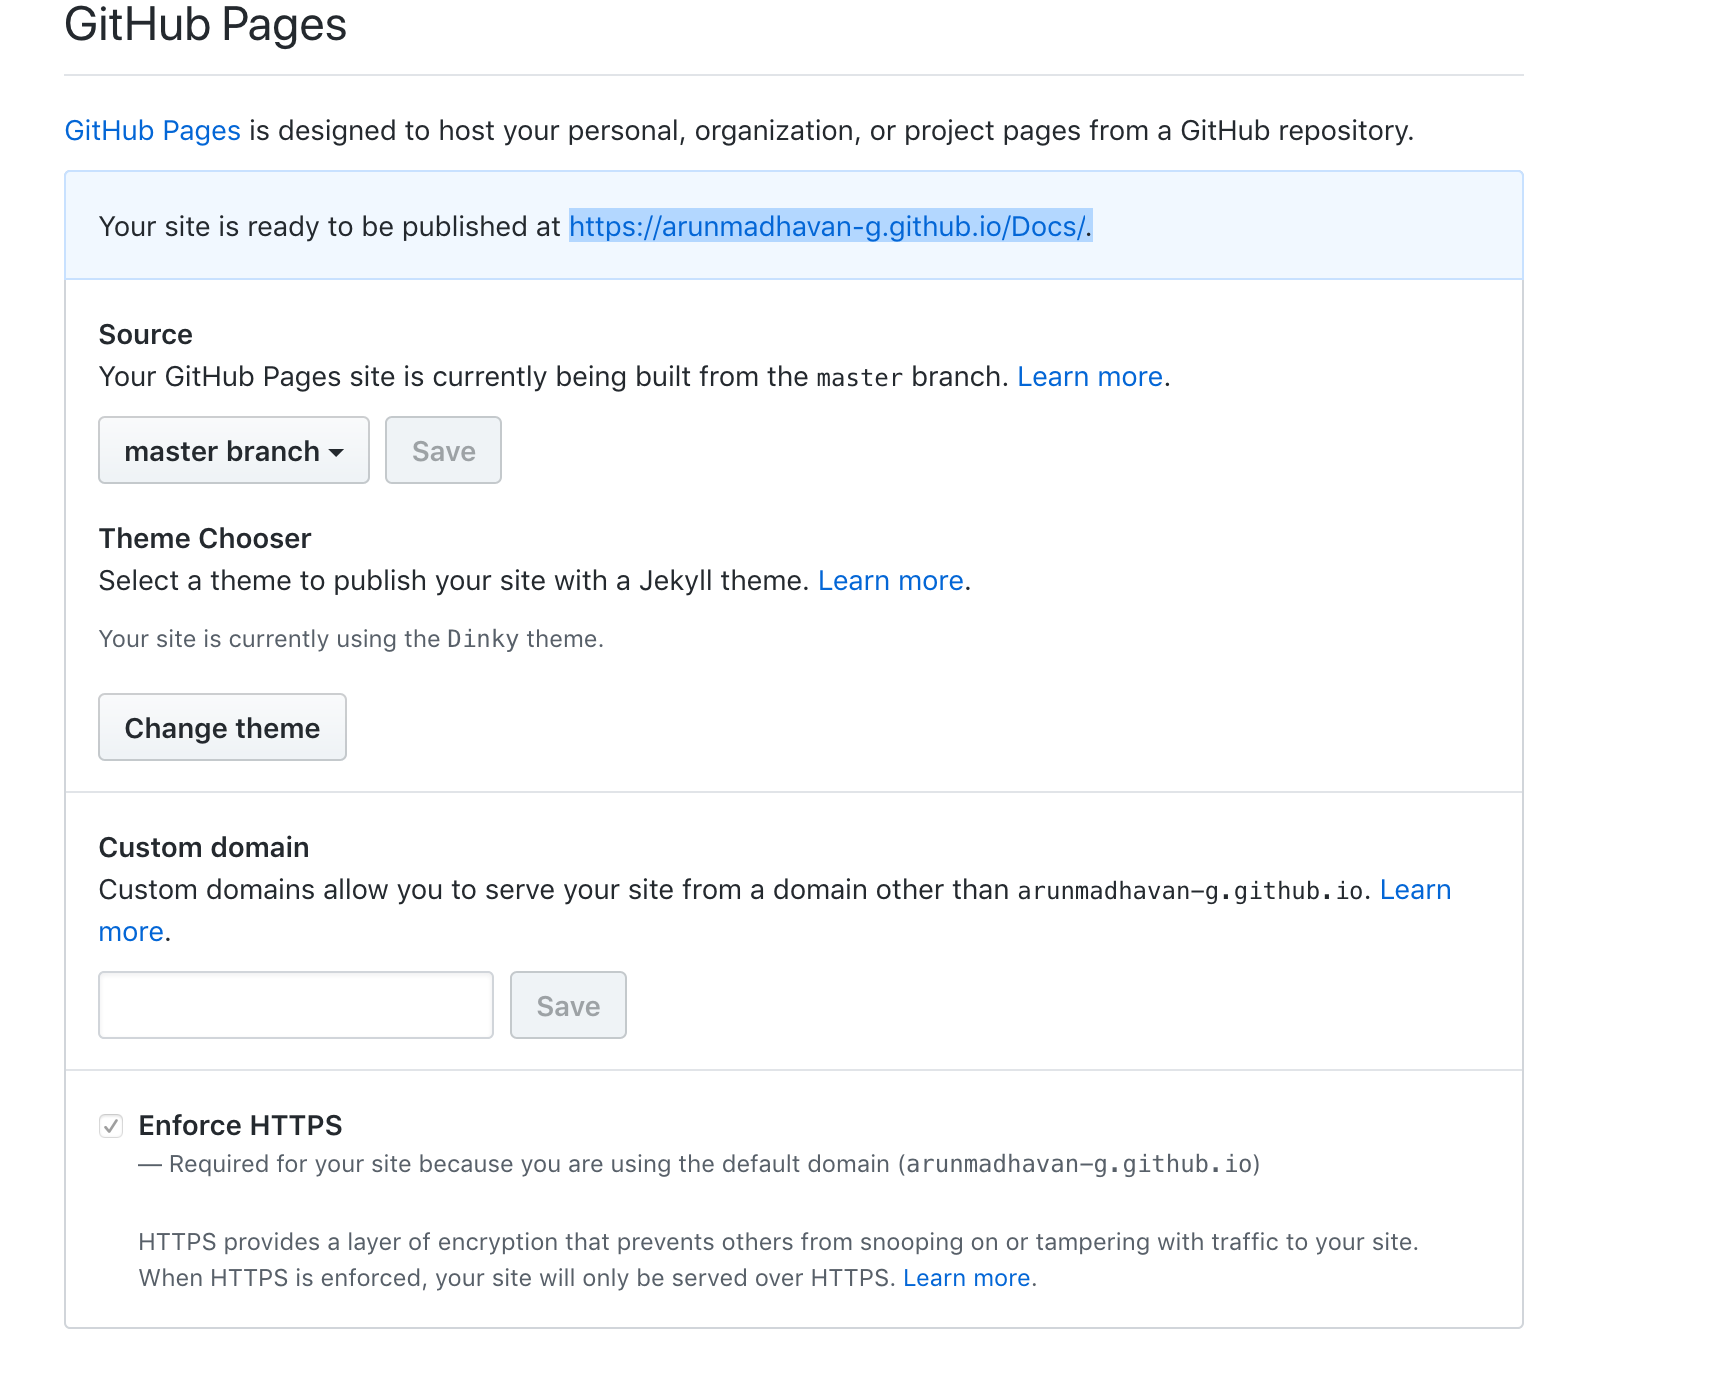 GitHub Pages
GitHub Pages is designed to host your personal, organization, or project pages from a GitHub repository.
Your site is ready to be published at https://arunmadhavan-g.github.io/Docs/.
Source
Your GitHub Pages site is currently being built from the master branch. Learn more.
master branch
Save
Theme Chooser
Select a theme to publish your site with a Jekyll theme. Learn more.
Your site is currently using the Dinky theme.
Change theme
Custom domain
Custom domains allow you to serve your site from a domain other than arunmadhavan-g.github.io. Learn
more.
Save
Enforce HTTPS
— Required for your site because you are using the default domain (arunmadhavan-g.github.io)
HTTPS provides a layer of encryption that prevents others from snooping on or tampering with traffic to your site.
When HTTPS is enforced, your site will only be served over HTTPS. Learn more.